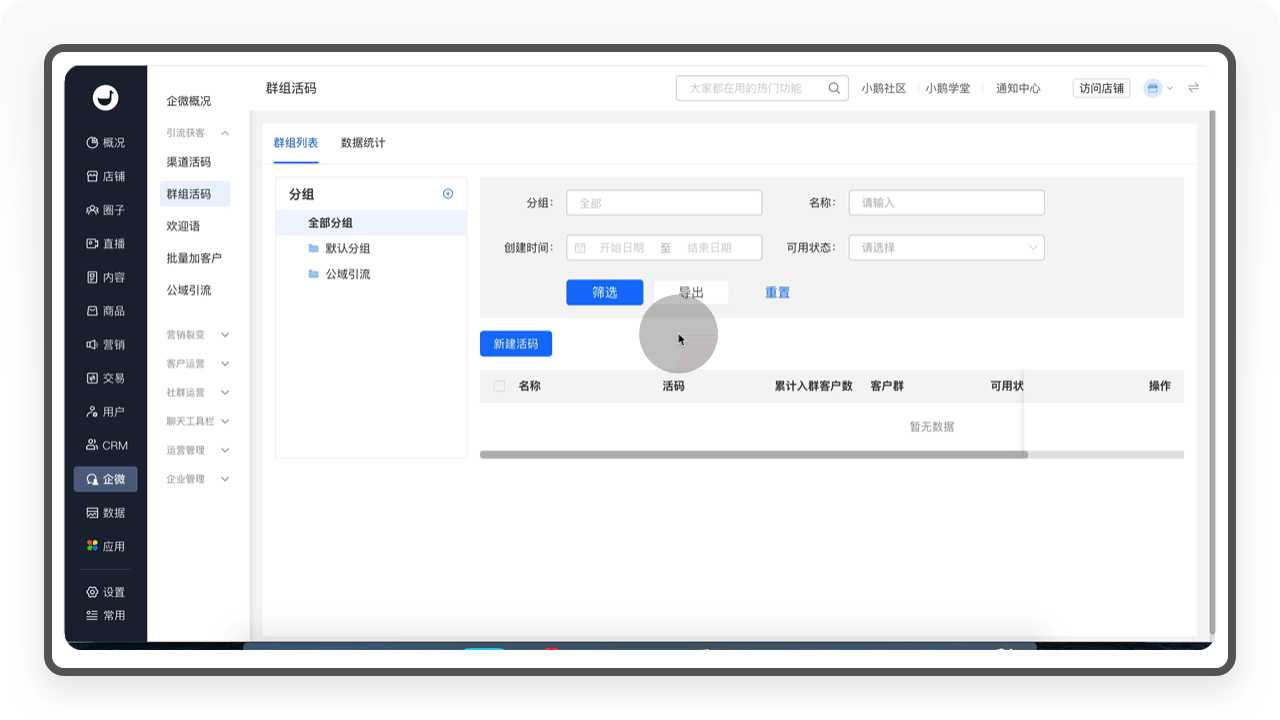 概况
店铺
圈子
直播
内容
商品
营销
交易
用户
CRM
企微
数据
应用
设置
常用
企微概况
引流获客
渠道活码
群组活码
欢迎语
批量加客户
公域引流
营销裂变
客户运营
社群运营
聊天工具栏
运营管理
企业管理
群组活码
大家都在用的热门功能
小鹅社区
小鹅学堂
通知中心
访问店铺
群组列表 数据统计
分组
全部分组
默认分组
公域引流
分组: 全部 名称: 请输入
创建时间: 开始日期 至 结束日期 可用状态: 请选择
筛选 导出 重置
新建活码
名称 活码 累计入群客户数 客户群 可用状 操作
暂无数据